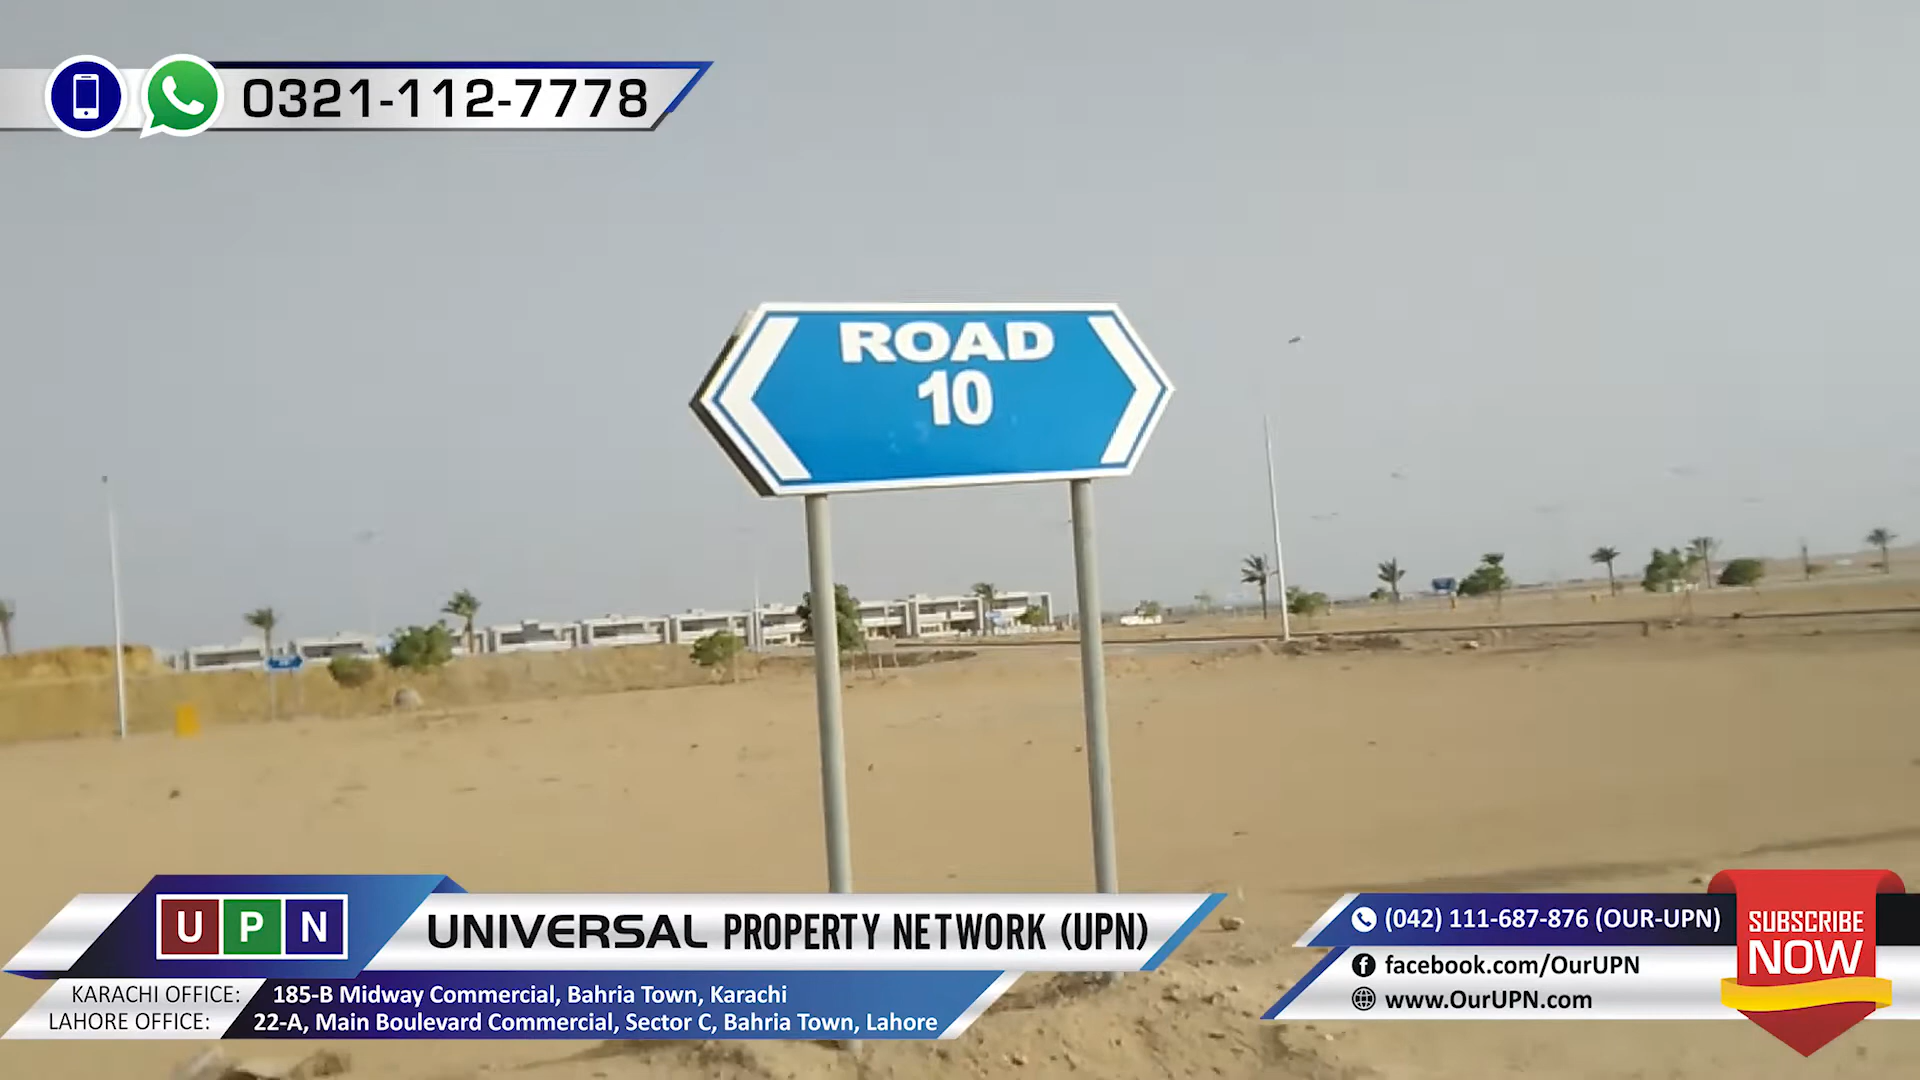 0321-112-7778
ROAD
10
UPN
UNIVERSAL PROPERTY NETWORK (UPN)
KARACHI OFFICE: 185-B Midway Commercial, Bahria Town, Karachi
LAHORE OFFICE: 22-A, Main Boulevard Commercial, Sector C, Bahria Town, Lahore
(042) 111-687-876 (OUR-UPN)
facebook.com/OurUPN
www.OurUPN.com
SUBSCRIBE
NOW